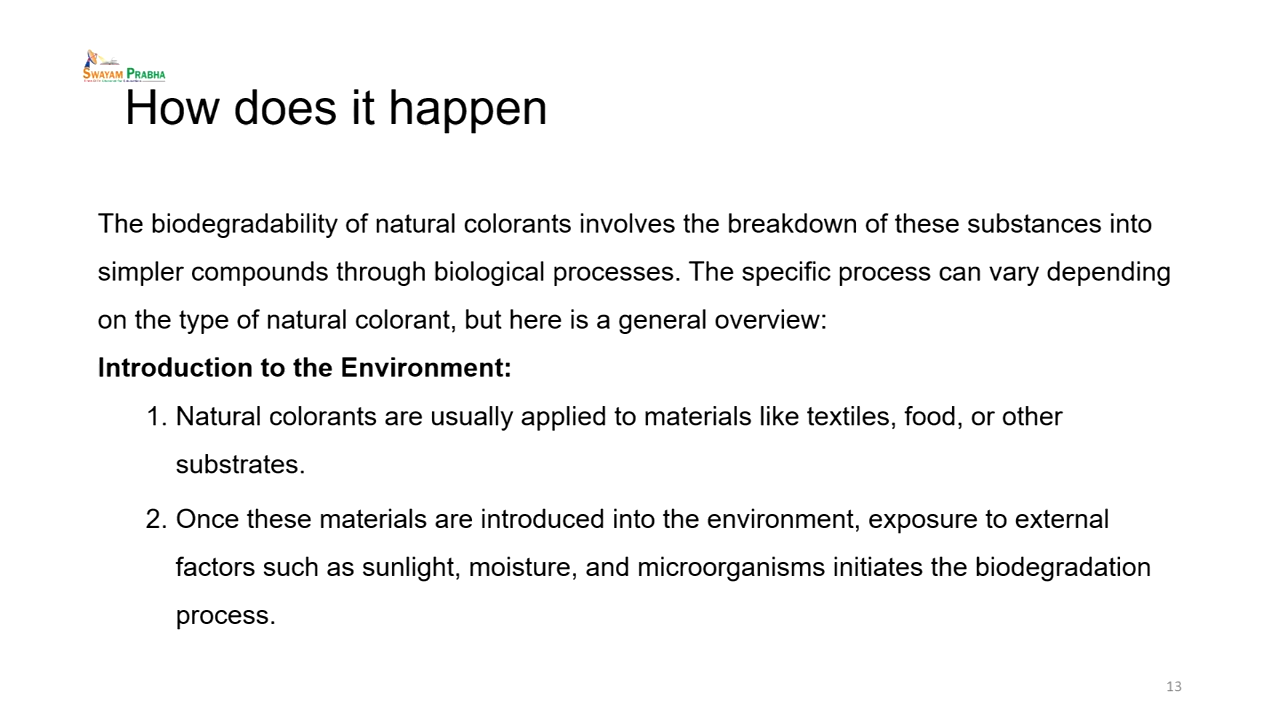 SWAYAM PRABHA
How does it happen
The biodegradability of natural colorants involves the breakdown of these substances into
simpler compounds through biological processes. The specific process can vary depending
on the type of natural colorant, but here is a general overview:
Introduction to the Environment:
1. Natural colorants are usually applied to materials like textiles, food, or other
substrates.
2. Once these materials are introduced into the environment, exposure to external
factors such as sunlight, moisture, and microorganisms initiates the biodegradation
process.
13